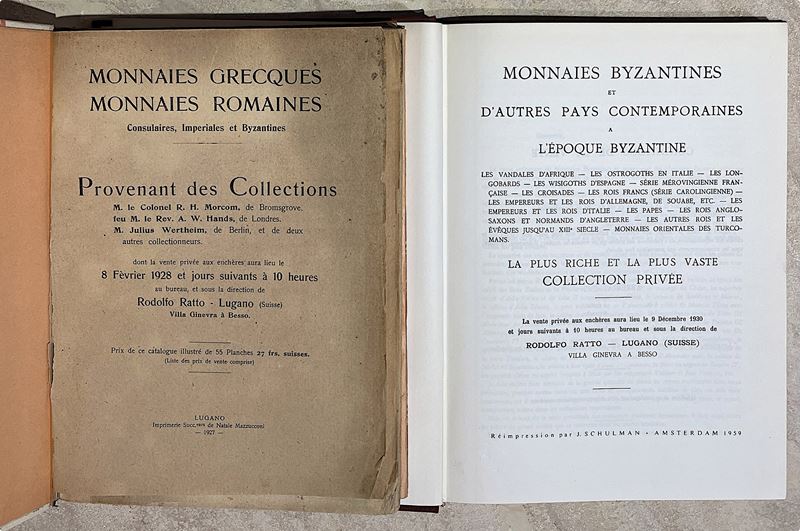 MONNAIES GRECQUES
MONNAIES ROMAINES
Consulaires, Imperiales et Byzantines
Provenant des Collections
M. le Colonel R. H. Morcom, de Bromsgrove.
feu M. le Rev. A. W. Hands, de Londres.
M. Julius Wertheim, de Berlin, et de deux
autres collectionneurs.
dont la vente privée aux enchères aura lieu le
8 Fèvrier 1928 et jours suivants à 10 heures
au bureau, et sous la direction de
Rodolfo Ratto - Lugano (Suisse)
Villa Ginevra à Besso.
Prix de ce catalogue illustré de 55 Planches 27 frs. suisses.
(Liste des prix de vente comprise)
LUGANO
Imprimerie Succ.ʳᵉˢ de Natale Mazzucconi
— 1927 —
MONNAIES BYZANTINES
ET
D'AUTRES PAYS CONTEMPORAINES
A
L'ÉPOQUE BYZANTINE
LES VANDALES D'AFRIQUE — LES OSTROGOTHS EN ITALIE — LES LON-
GOBARDS — LES WISIGOTHS D'ESPAGNE — SÉRIE MÉROVINGIENNE FRAN-
ÇAISE — LES CROISADES — LES ROIS FRANCS (SÉRIE CAROLINGIENNE) —
LES EMPEREURS ET LES ROIS D'ALLEMAGNE, DE SOUABE, ETC. — LES
EMPEREURS ET LES ROIS D'ITALIE — LES PAPES — LES ROIS ANGLO-
SAXONS ET NORMANDS D'ANGLETERRE — LES AUTRES ROIS ET LES
ÉVÊQUES JUSQU'AU XIIIᵉ SIECLE — MONNAIES ORIENTALES DES TURCO-
MANS.
LA PLUS RICHE ET LA PLUS VASTE
COLLECTION PRIVÉE
La vente privée aux enchères aura lieu le 9 Décembre 1930
et jours suivants à 10 heures au bureau et sous la direction de
RODOLFO RATTO — LUGANO (SUISSE)
VILLA GINEVRA A BESSO
Réimpression par J. SCHULMAN - AMSTERDAM 1959